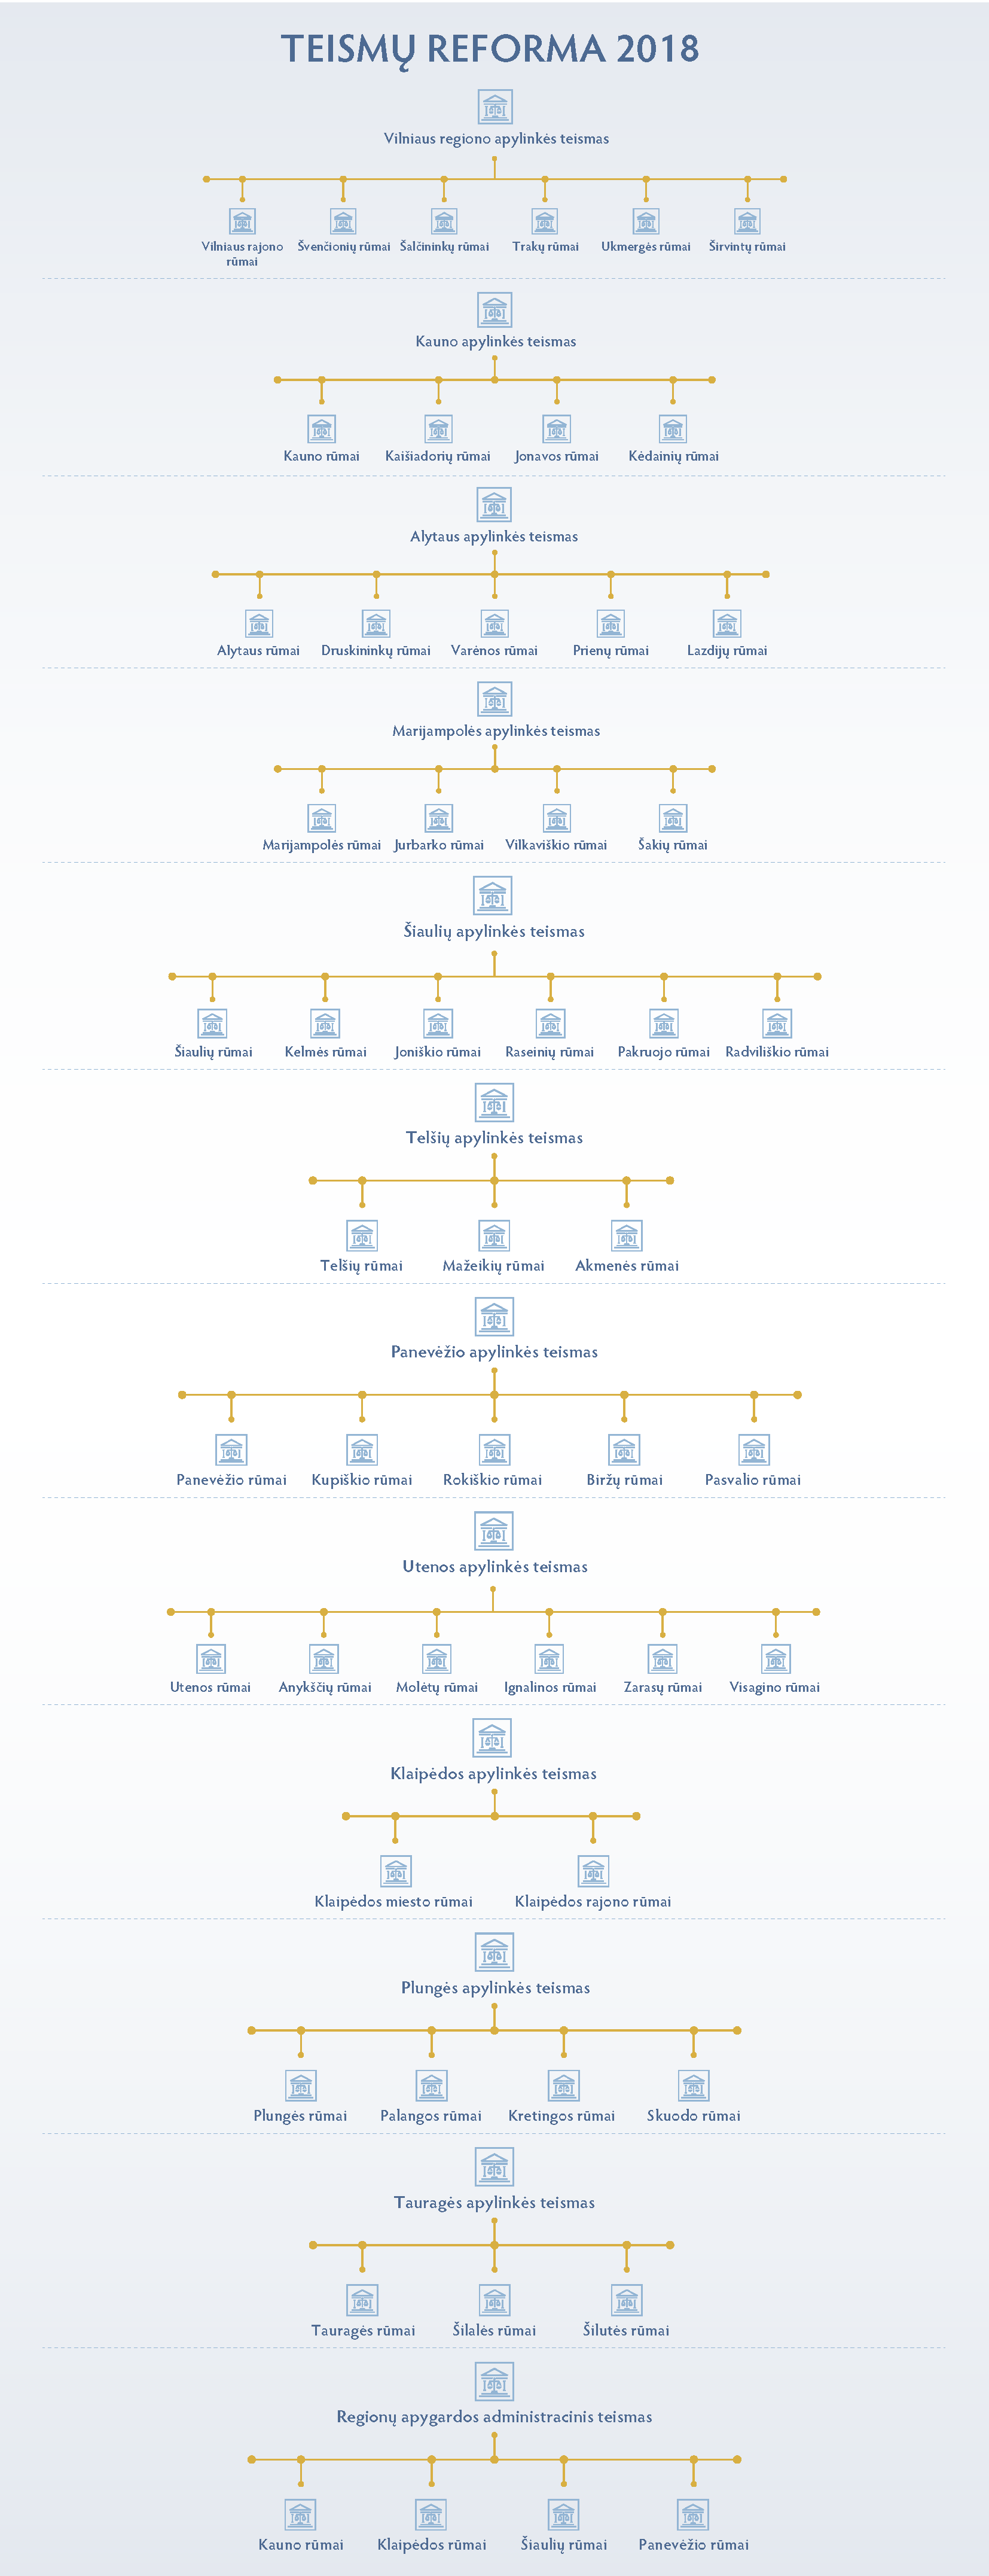 TEISMŲ REFORMA 2018
Vilniaus regiono apylinkės teismas
Vilniaus rajono rūmai
Švenčionių rūmai
Šalčininkų rūmai
Trakų rūmai
Ukmergės rūmai
Širvintų rūmai
Kauno apylinkės teismas
Kauno rūmai
Kaišiadorių rūmai
Jonavos rūmai
Kėdainių rūmai
Alytaus apylinkės teismas
Alytaus rūmai
Druskininkų rūmai
Varėnos rūmai
Prienų rūmai
Lazdijų rūmai
Marijampolės apylinkės teismas
Marijampolės rūmai
Jurbarko rūmai
Vilkaviškio rūmai
Šakių rūmai
Šiaulių apylinkės teismas
Šiaulių rūmai
Kelmės rūmai
Joniškio rūmai
Raseinių rūmai
Pakruojo rūmai
Radviliškio rūmai
Telšių apylinkės teismas
Telšių rūmai
Mažeikių rūmai
Akmenės rūmai
Panevėžio apylinkės teismas
Panevėžio rūmai
Kupiškio rūmai
Rokiškio rūmai
Biržų rūmai
Pasvalio rūmai
Utenos apylinkės teismas
Utenos rūmai
Anykščių rūmai
Molėtų rūmai
Ignalinos rūmai
Zarasų rūmai
Visagino rūmai
Klaipėdos apylinkės teismas
Klaipėdos miesto rūmai
Klaipėdos rajono rūmai
Plungės apylinkės teismas
Plungės rūmai
Palangos rūmai
Kretingos rūmai
Skuodo rūmai
Tauragės apylinkės teismas
Tauragės rūmai
Šilalės rūmai
Šilutės rūmai
Regionų apygardos administracinis teismas
Kauno rūmai
Klaipėdos rūmai
Šiaulių rūmai
Panevėžio rūmai